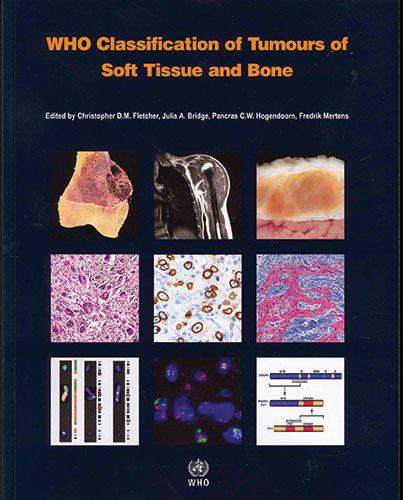 WHO Classification of Tumours of
Soft Tissue and Bone
Edited by Christopher D.M. Fletcher, Julia A. Bridge, Pancras C.W. Hogendoorn, Fredrik Mertens
WHO